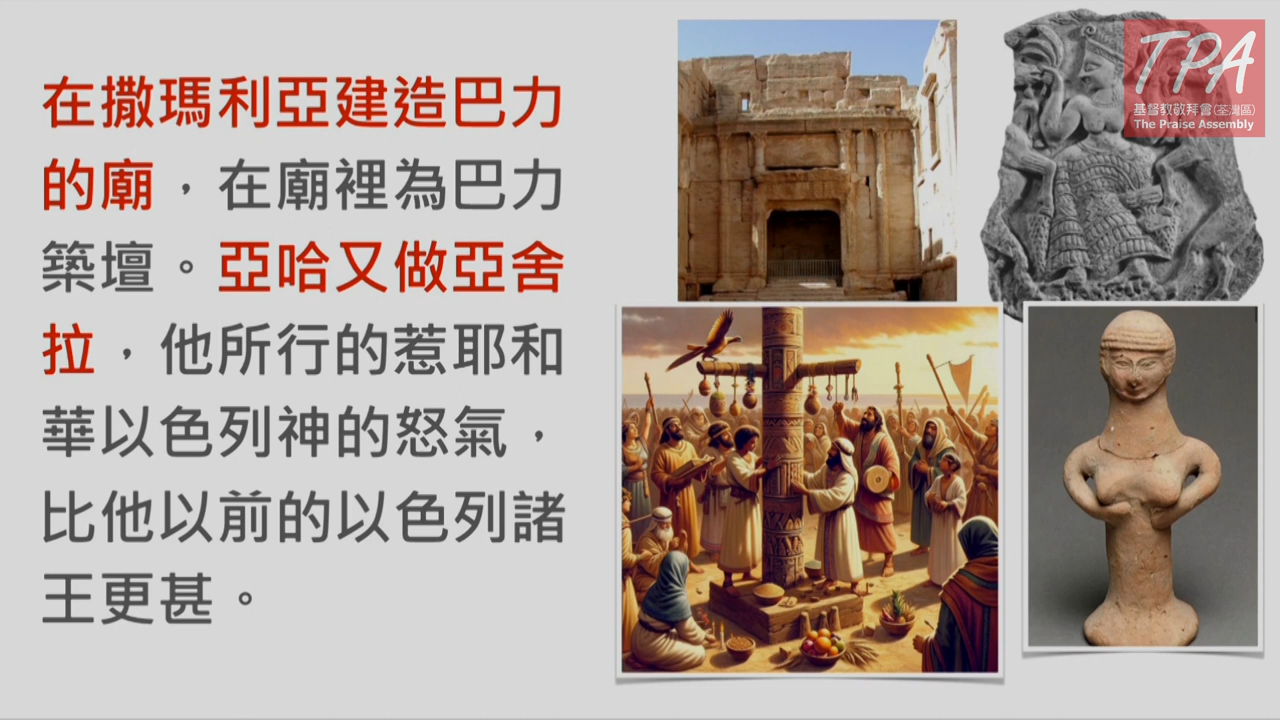 在撒瑪利亞建造巴力
的廟，在廟裡為巴力
築壇。亞哈又做亞舍
拉，他所行的惹耶和
華以色列神的怒氣，
比他以前的以色列諸
王更甚。
TPA
基督教敬拜會(荃灣區)
The Praise Assembly